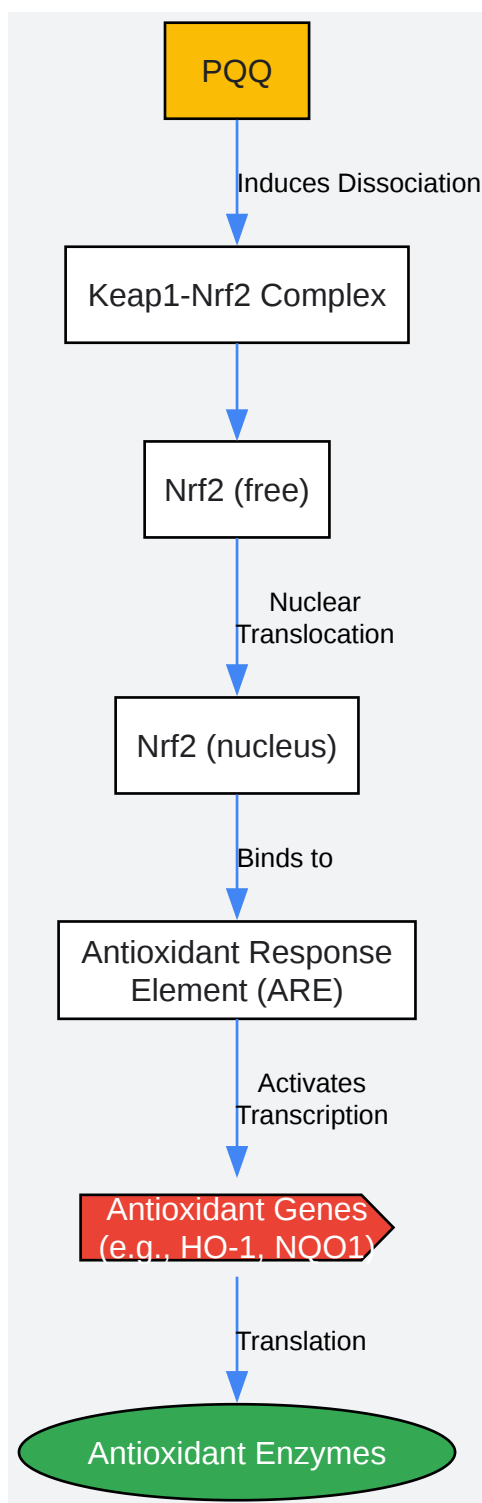 PQQ
Induces Dissociation
Keap1-Nrf2 Complex
Nrf2 (free)
Nuclear
Translocation
Nrf2 (nucleus)
Binds to
Antioxidant Response
Element (ARE)
Activates
Transcription
Antioxidant Genes
(e.g., HO-1, NQO1)
Translation
Antioxidant Enzymes